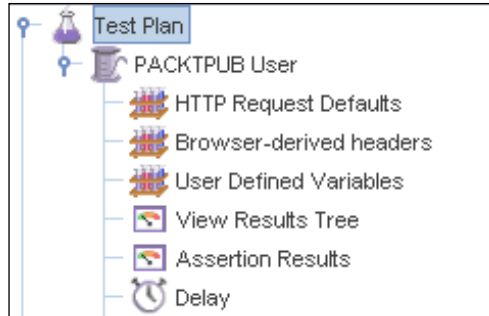 Test Plan
PACKTPUB User
HTTP Request Defaults
Browser-derived headers
User Defined Variables
View Results Tree
Assertion Results
Delay